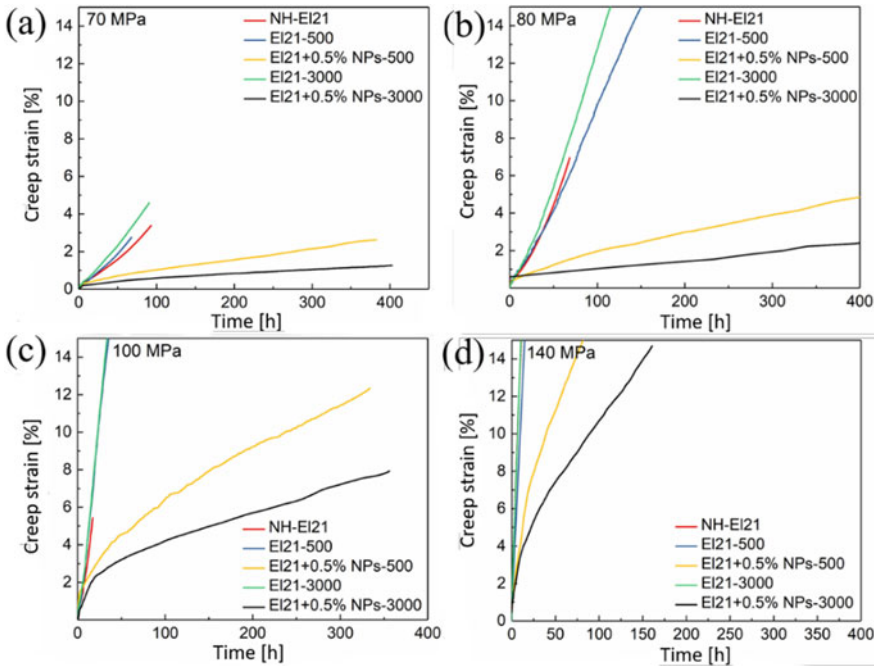 (a)
70 MPa
NH-El21
El21-500
El21+0.5% NPs-500
El21-3000
El21+0.5% NPs-3000
Creep strain [%]
14
12
10
8
6
4
2
0
0 100 200 300 400
Time [h]
(b)
80 MPa
NH-El21
El21-500
El21+0.5% NPs-500
El21-3000
El21+0.5% NPs-3000
Creep strain [%]
14
12
10
8
6
4
2
0
0 100 200 300 400
Time [h]
(c)
100 MPa
NH-El21
El21-500
El21+0.5% NPs-500
El21-3000
El21+0.5% NPs-3000
Creep strain [%]
14
12
10
8
6
4
2
0 50 100 150 200 250 300 350 400
Time [h]
(d)
140 MPa
NH-El21
El21-500
El21+0.5% NPs-500
El21-3000
El21+0.5% NPs-3000
Creep strain [%]
14
12
10
8
6
4
2
0
0 50 100 150 200 250 300 350 400
Time [h]